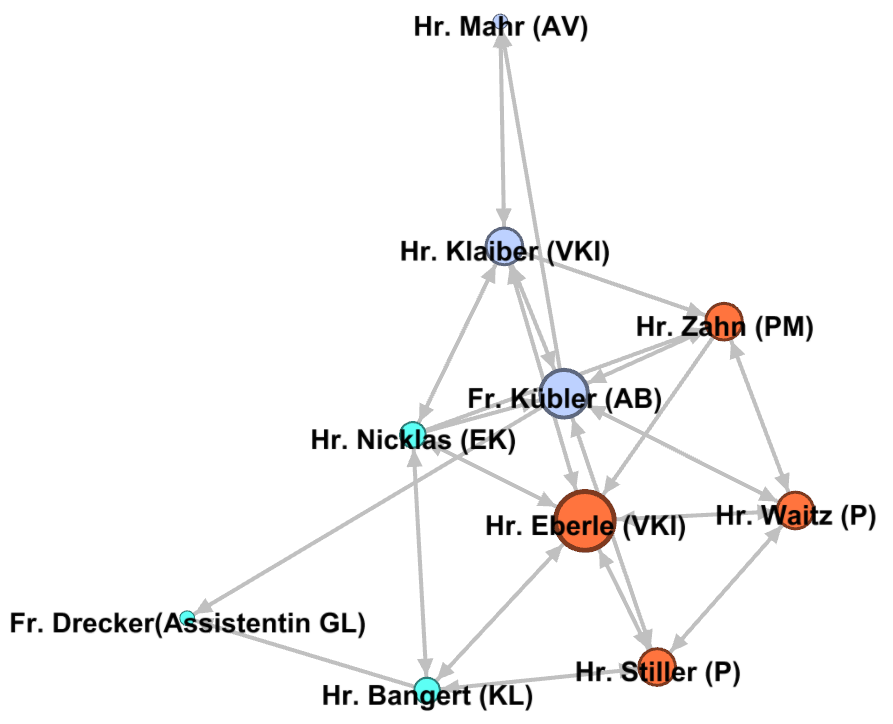 Hr. Mahr (AV)
Hr. Klaiber (VKI)
Hr. Zahn (PM)
Fr. Kübler (AB)
Hr. Nicklas (EK)
Hr. Waitz (P)
Hr. Eberle (VKI)
Fr. Drecker(Assistentin GL)
Hr. Stiller (P)
Hr. Bangert (KL)